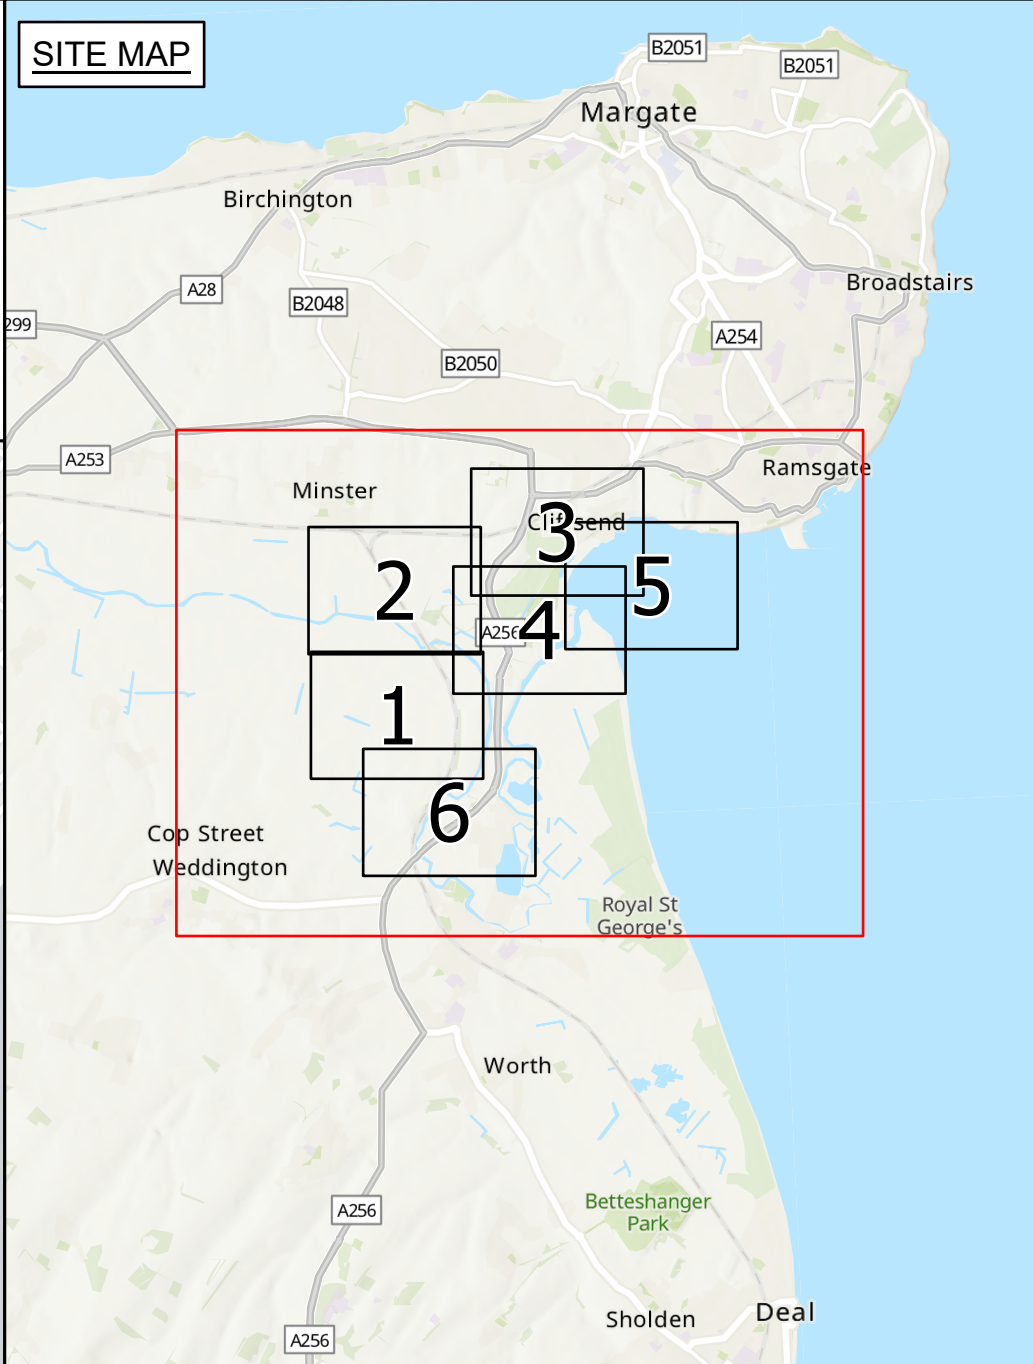 SITE MAP
B2051
B2051
Margate
Birchington
A28
B2048
Broadstairs
299
A254
B2050
A253
Ramsgate
Minster
3
5
2
4
A256
1
6
Cop Street
Weddington
Royal St
George's
Worth
Betteshanger
Park
A256
Sholden
Deal
A256